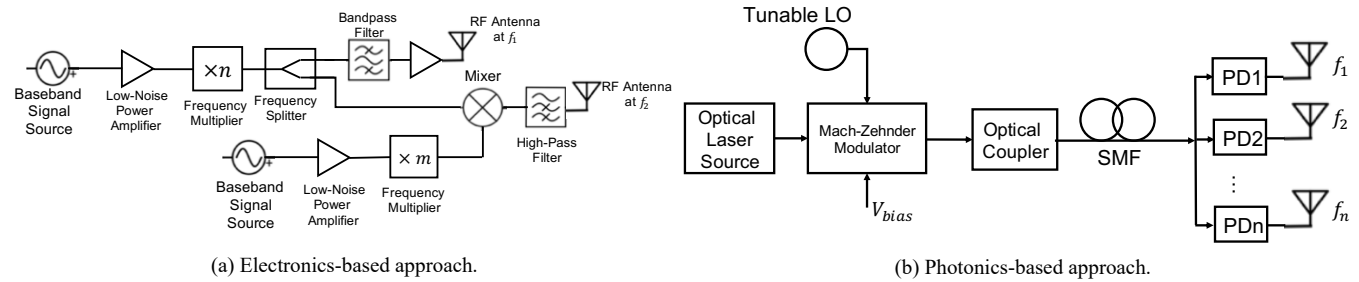 Bandpass
Filter
RF Antenna
at f₁
×n
Baseband
Signal
Source
Low-Noise
Power
Amplifier
Frequency
Multiplier
Frequency
Splitter
Mixer
RF Antenna
at f₂
High-Pass
Filter
× m
Baseband
Signal
Source
Low-Noise
Power
Amplifier
Frequency
Multiplier
(a) Electronics-based approach.
Tunable LO
Optical
Laser
Source
Mach-Zehnder
Modulator
V_bias
Optical
Coupler
SMF
PD1
f₁
PD2
f₂
⋮
PDn
fₙ
(b) Photonics-based approach.